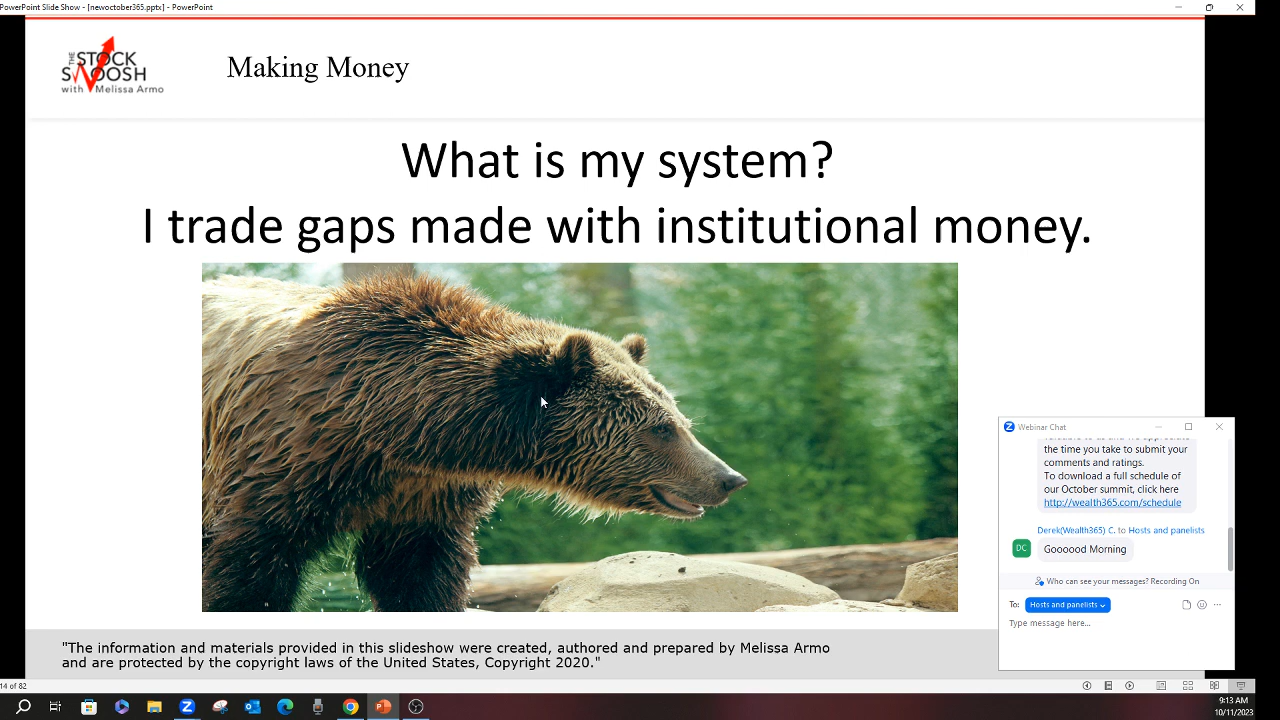 PowerPoint Slide Show - [newoctober365.pptx] - PowerPoint
THE STOCK
SWOOSH
with Melissa Armo
Making Money
What is my system?
I trade gaps made with institutional money.
Webinar Chat
the time you take to submit your
comments and ratings.
To download a full schedule of
our October summit, click here
http://wealth365.com/schedule
Derek(Wealth365) C. to Hosts and panelists
DC
Goooood Morning
Who can see your messages? Recording On
To: Hosts and panelists
Type message here...
"The information and materials provided in this slideshow were created, authored and prepared by Melissa Armo
and are protected by the copyright laws of the United States, Copyright 2020."
14 of 82
9:13 AM
10/11/2023